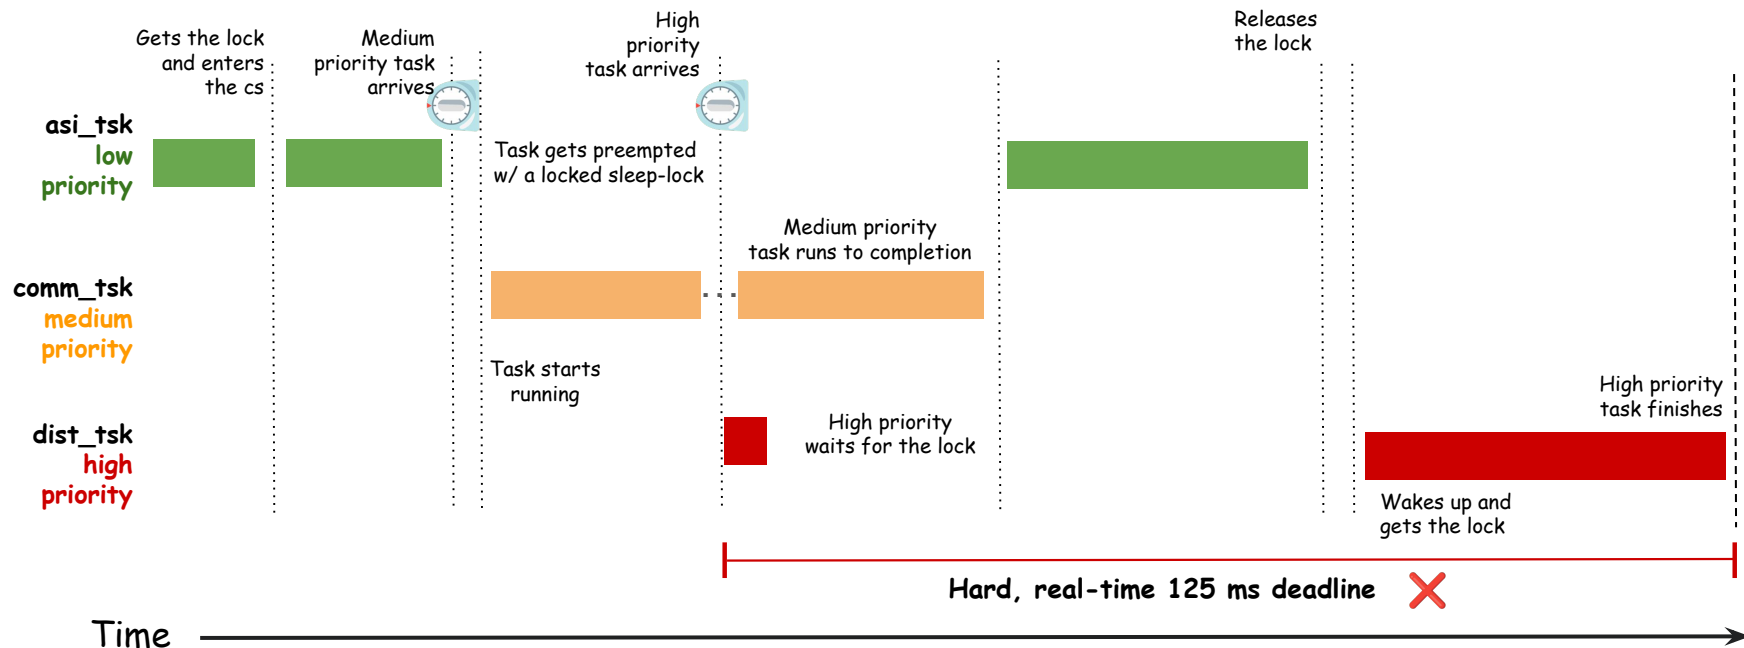 Gets the lock
and enters
the cs
Medium
priority task
arrives
High
priority
task arrives
Releases
the lock
asi_tsk
low
priority
Task gets preempted
w/ a locked sleep-lock
Medium priority
task runs to completion
comm_tsk
medium
priority
Task starts
running
dist_tsk
high
priority
High priority
waits for the lock
High priority
task finishes
Wakes up and
gets the lock
Hard, real-time 125 ms deadline
Time